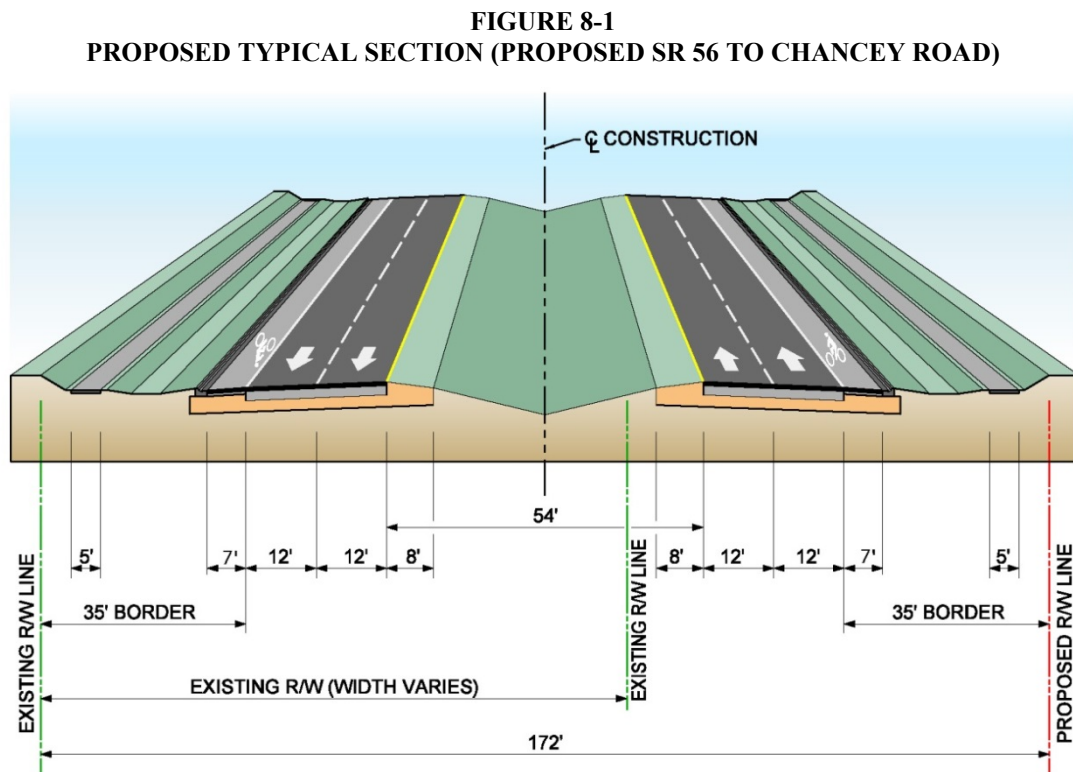 FIGURE 8-1
PROPOSED TYPICAL SECTION (PROPOSED SR 56 TO CHANCEY ROAD)
℄ CONSTRUCTION
54'
5'
7'
12'
12'
8'
8'
12'
12'
7'
5'
35' BORDER
35' BORDER
EXISTING R/W LINE
EXISTING R/W (WIDTH VARIES)
EXISTING R/W LINE
PROPOSED R/W LINE
172'